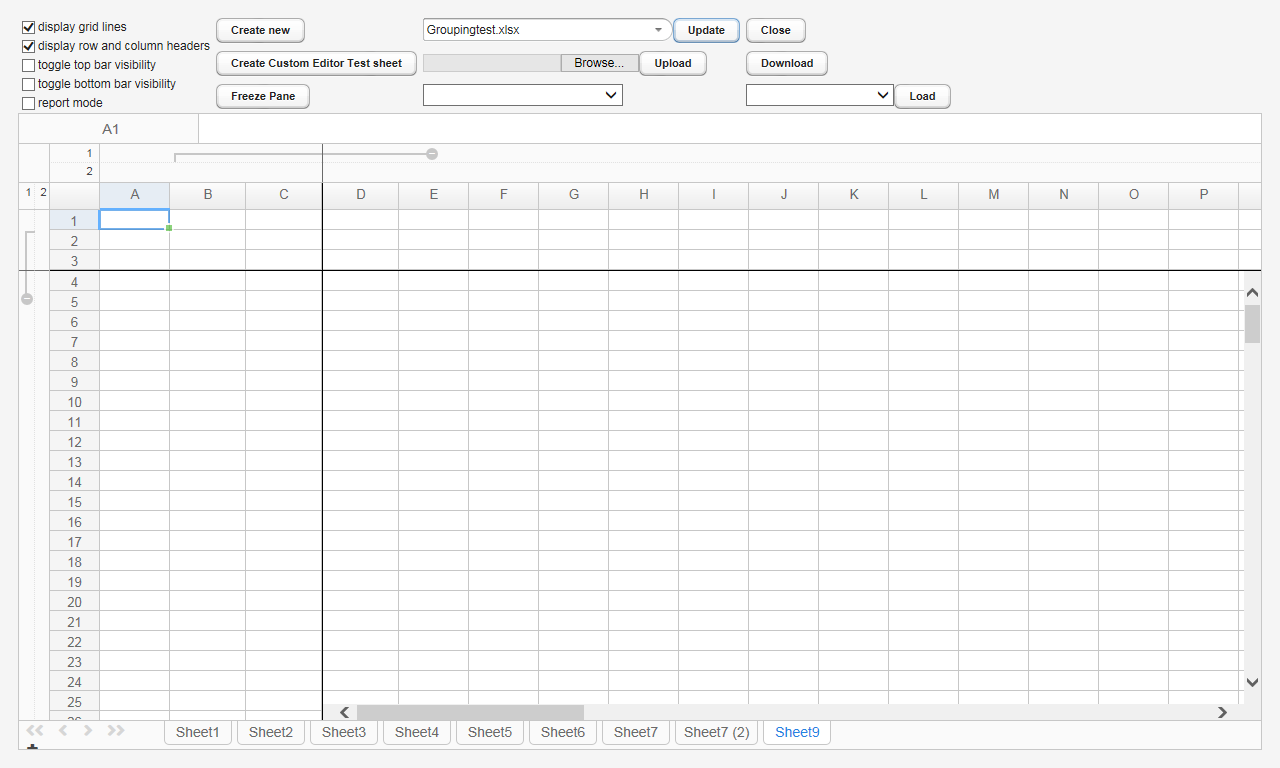 display grid lines
display row and column headers
toggle top bar visibility
toggle bottom bar visibility
report mode
Create new
Groupingtest.xlsx
Update
Close
Create Custom Editor Test sheet
Browse...
Upload
Download
Freeze Pane
Load
A1
1
2
1 2
A B C D E F G H I J K L M N O P
1
2
3
4
5
6
7
8
9
10
11
12
13
14
15
16
17
18
19
20
21
22
23
24
25
26
Sheet1 Sheet2 Sheet3 Sheet4 Sheet5 Sheet6 Sheet7 Sheet7 (2) Sheet9